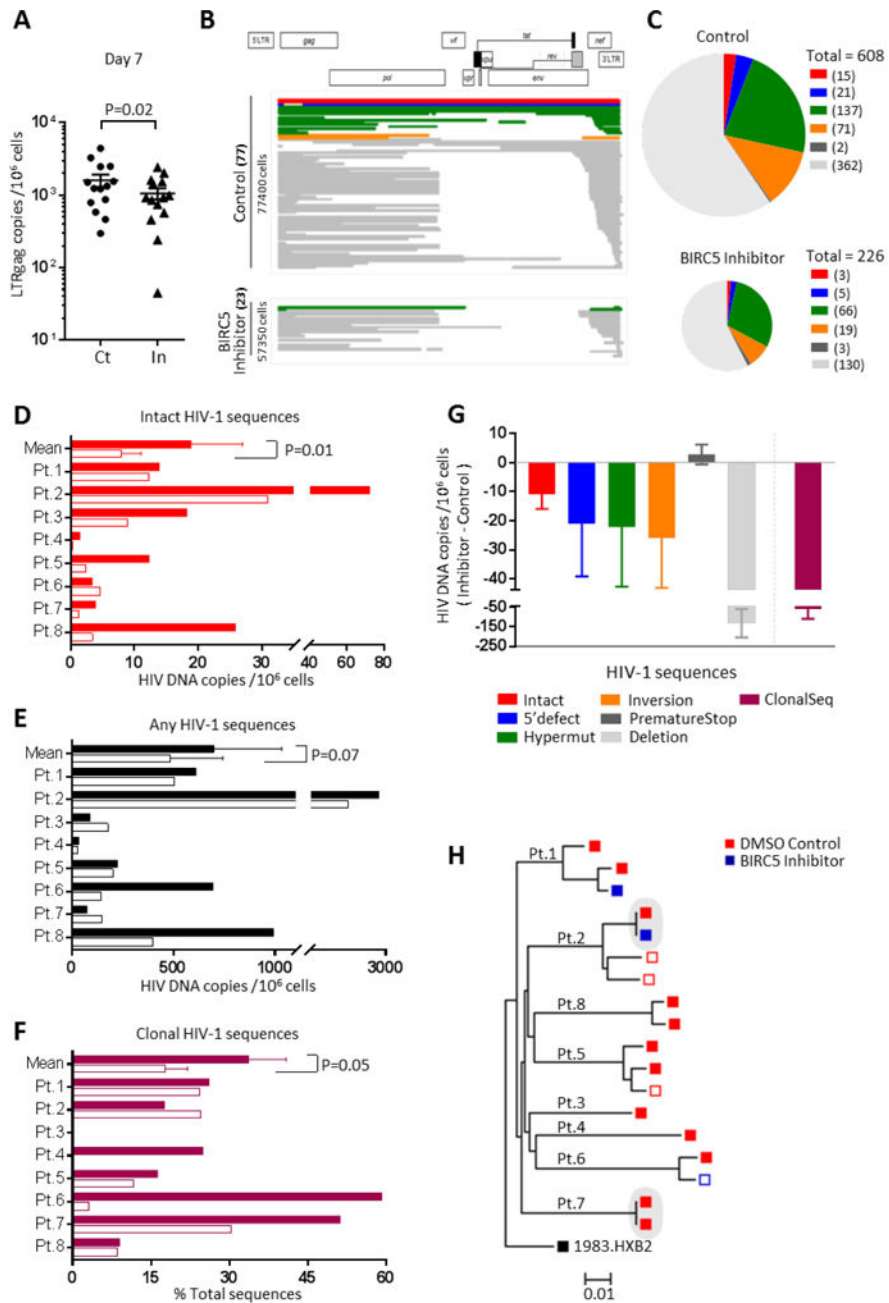 A
Day 7
P=0.02
LTRgag copies /10⁶ cells
10⁴
10³
10²
10¹
Ct
In
B
5'LTR
gag
vif
tat
nef
vpu
rev
3'LTR
pol
vpr
env
Control (77)
77400 cells
BIRC5 Inhibitor (23)
57350 cells
C
Control
Total = 608
(15)
(21)
(137)
(71)
(2)
(362)
BIRC5 Inhibitor
Total = 226
(3)
(5)
(66)
(19)
(3)
(130)
D
Intact HIV-1 sequences
Mean
P=0.01
Pt.1
Pt.2
Pt.3
Pt.4
Pt.5
Pt.6
Pt.7
Pt.8
0 10 20 30 40 60 80
HIV DNA copies /10⁶ cells
E
Any HIV-1 sequences
Mean
P=0.07
Pt.1
Pt.2
Pt.3
Pt.4
Pt.5
Pt.6
Pt.7
Pt.8
0 500 1000 3000
HIV DNA copies/10⁶ cells
F
Clonal HIV-1 sequences
Mean
P=0.05
Pt.1
Pt.2
Pt.3
Pt.4
Pt.5
Pt.6
Pt.7
Pt.8
0 15 30 45 60
% Total sequences
G
HIV DNA copies /10⁶ cells
( Inhibitor - Control )
10
0
-10
-20
-30
-40
-50
-150
-250
HIV-1 sequences
Intact
Inversion
ClonalSeq
5'defect
PrematureStop
Hypermut
Deletion
H
DMSO Control
BIRC5 Inhibitor
Pt.1
Pt.2
Pt.8
Pt.5
Pt.3
Pt.4
Pt.6
Pt.7
1983.HXB2
0.01